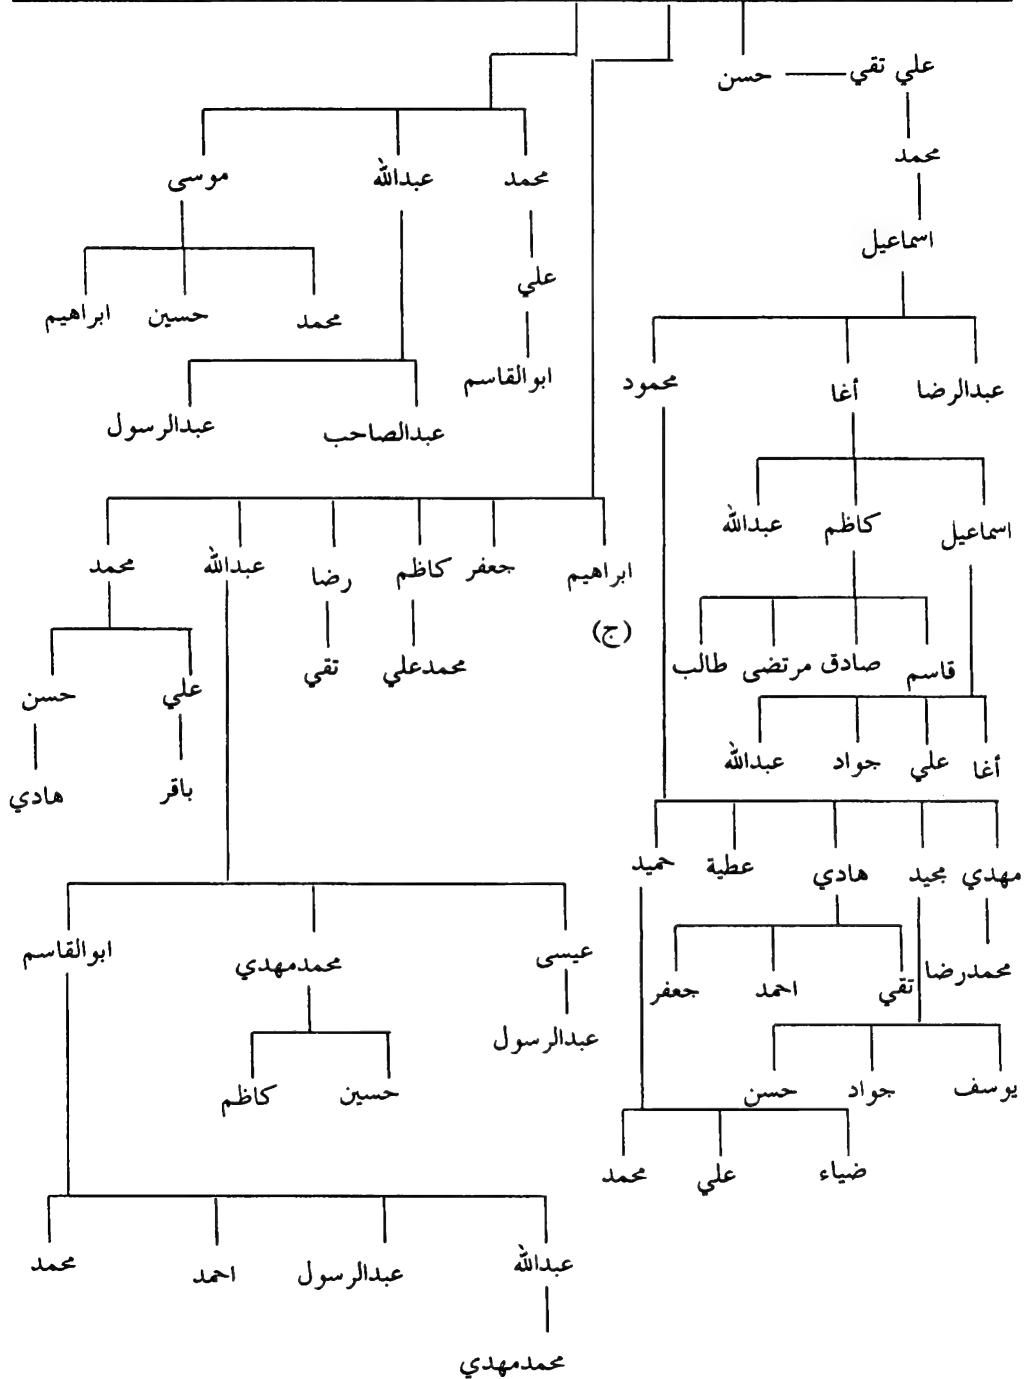 علي تقي
حسن
محمد
محمد
عبدالله
موسى
اسماعيل
علي
محمد
حسين
ابراهيم
عبدالرضا
أغا
محمود
ابوالقاسم
عبدالصاحب
عبدالرسول
اسماعيل
كاظم
عبدالله
ابراهيم
جعفر
كاظم
رضا
عبدالله
محمد
(ج)
قاسم
صادق
مرتضى
طالب
محمدعلي
تقي
علي
حسن
أغا
علي
جواد
عبدالله
باقر
هادي
مهدي
مجيد
هادي
عطية
حميد
عيسى
محمدمهدي
ابوالقاسم
محمدرضا
تقي
احمد
جعفر
عبدالرسول
يوسف
جواد
حسن
حسين
كاظم
ضياء
علي
محمد
عبدالله
عبدالرسول
احمد
محمد
محمدمهدي